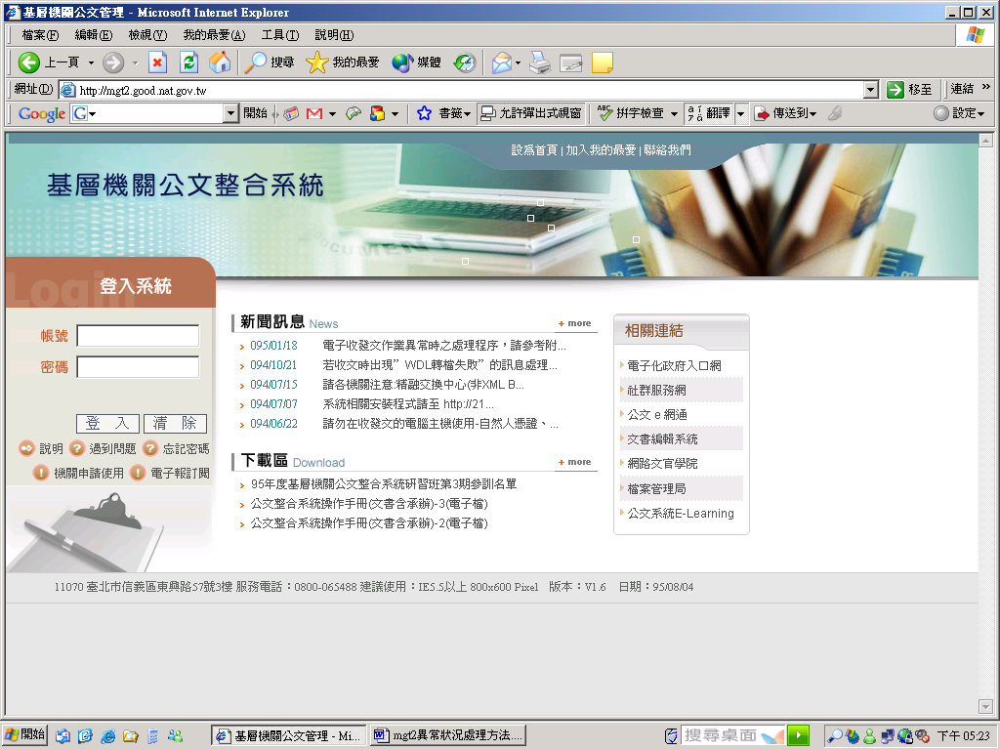 基層機關公文管理 - Microsoft Internet Explorer
檔案(F) 編輯(E) 檢視(V) 我的最愛(A) 工具(T) 說明(H)
上一頁 搜尋 我的最愛 媒體
網址(D) http://mgt2.good.nat.gov.tw 移至 連結 »
Google G 開始 書籤 允許彈出式視窗 ABC 拼字檢查 翻譯 傳送到 設定
設為首頁 | 加入我的最愛 | 聯絡我們
基層機關公文整合系統
Login 登入系統
帳號
密碼
登 入 清 除
說明 遇到問題 忘記密碼
機關申請使用 電子報訂閱
新聞訊息 News + more
095/01/18 電子收發文作業異常時之處理程序，請參考附...
094/10/21 若收文時出現”WDL轉檔失敗”的訊息處理...
094/07/15 請各機關注意:精融交換中心(非XML B...
094/07/07 系統相關安裝程式請至 http://21...
094/06/22 請勿在收發文的電腦主機使用-自然人憑證、...
下載區 Download + more
95年度基層機關公文整合系統研習班第3期參訓名單
公文整合系統操作手冊(文書含承辦)-3(電子檔)
公文整合系統操作手冊(文書含承辦)-2(電子檔)
相關連結
電子化政府入口網
社群服務網
公文 e 網通
文書編輯系統
網路文官學院
檔案管理局
公文系統E-Learning
11070 臺北市信義區東興路57號3樓 服務電話：0800-065488 建議使用：IE5.5以上 800x600 Pixel 版本：V1.6 日期：95/08/04
開始 基層機關公文管理 - Mi... mgt2異常狀況處理方法.... 搜尋桌面 下午 05:23